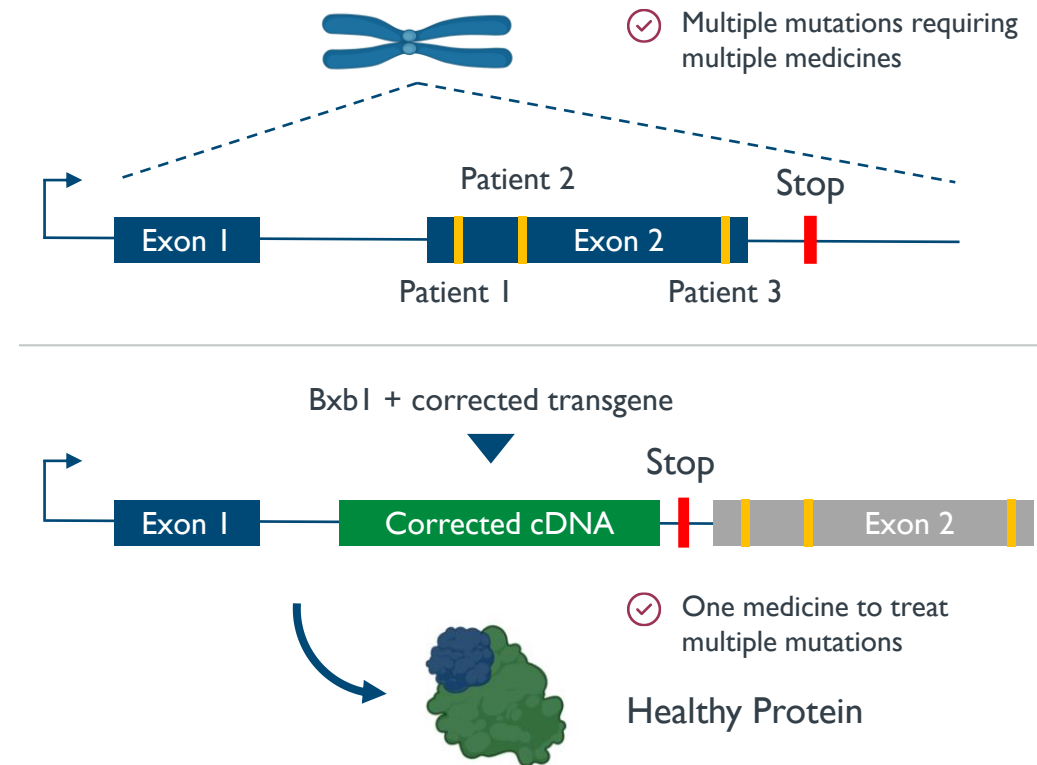 Multiple mutations requiring
multiple medicines
Patient 2
Stop
Exon 1
Exon 2
Patient 1
Patient 3
Bxb1 + corrected transgene
Stop
Exon 1
Corrected cDNA
Exon 2
One medicine to treat
multiple mutations
Healthy Protein